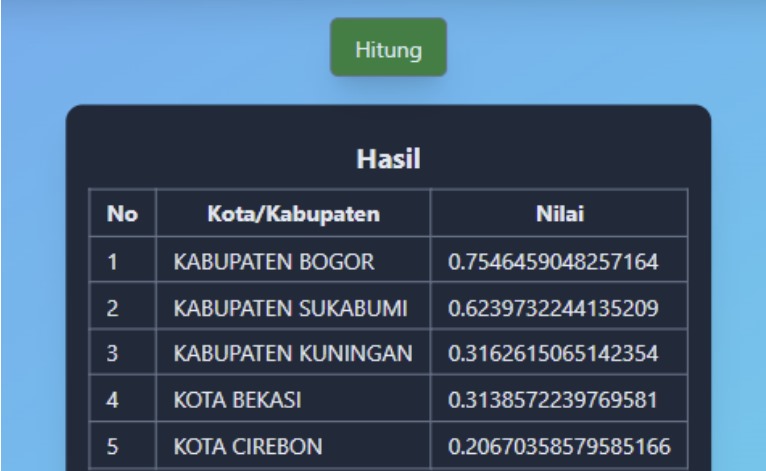 Hitung
Hasil
No Kota/Kabupaten Nilai
1 KABUPATEN BOGOR 0.7546459048257164
2 KABUPATEN SUKABUMI 0.6239732244135209
3 KABUPATEN KUNINGAN 0.3162615065142354
4 KOTA BEKASI 0.3138572239769581
5 KOTA CIREBON 0.20670358579585166